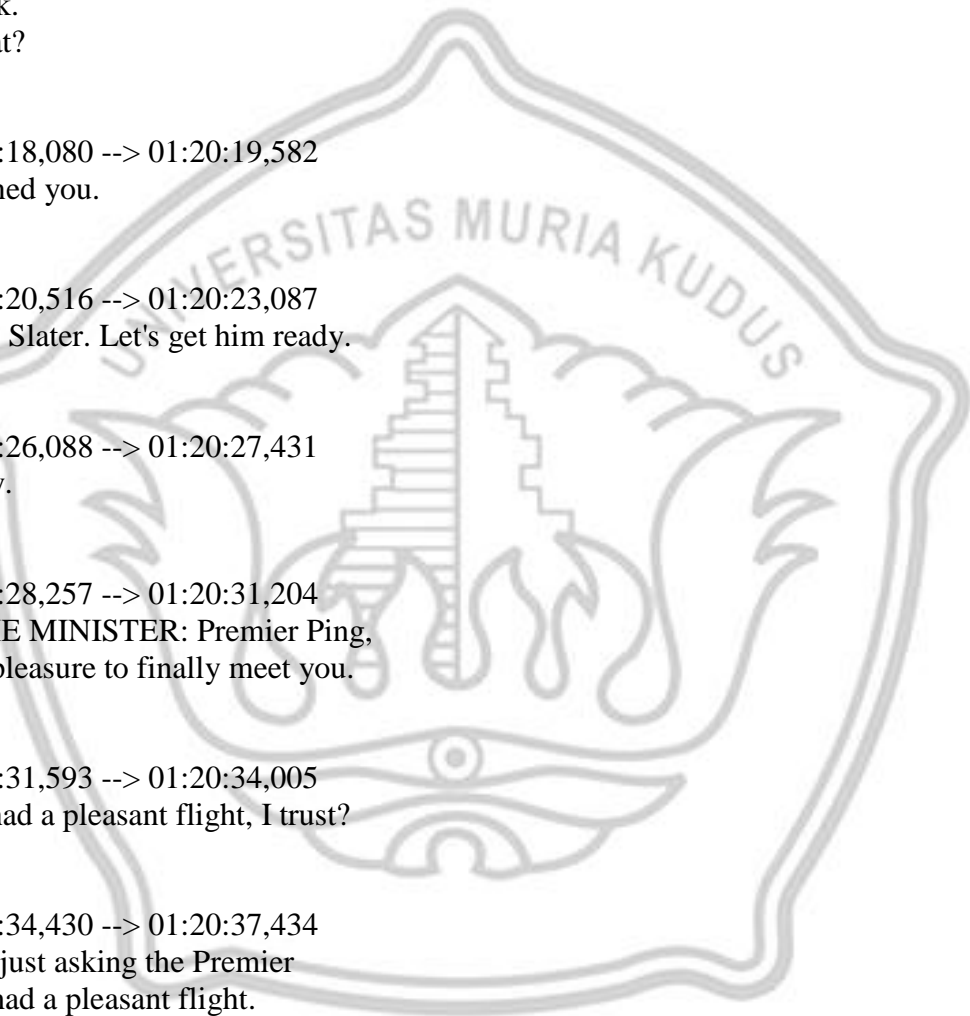 k.
at?
:18,080 --> 01:20:19,582
ned you.
:20,516 --> 01:20:23,087
Slater. Let's get him ready.
:26,088 --> 01:20:27,431
y.
:28,257 --> 01:20:31,204
E MINISTER: Premier Ping,
pleasure to finally meet you.
:31,593 --> 01:20:34,005
had a pleasant flight, I trust?
:34,430 --> 01:20:37,434
just asking the Premier
had a pleasant flight.
UNIVERSITAS MURIA KUDUS